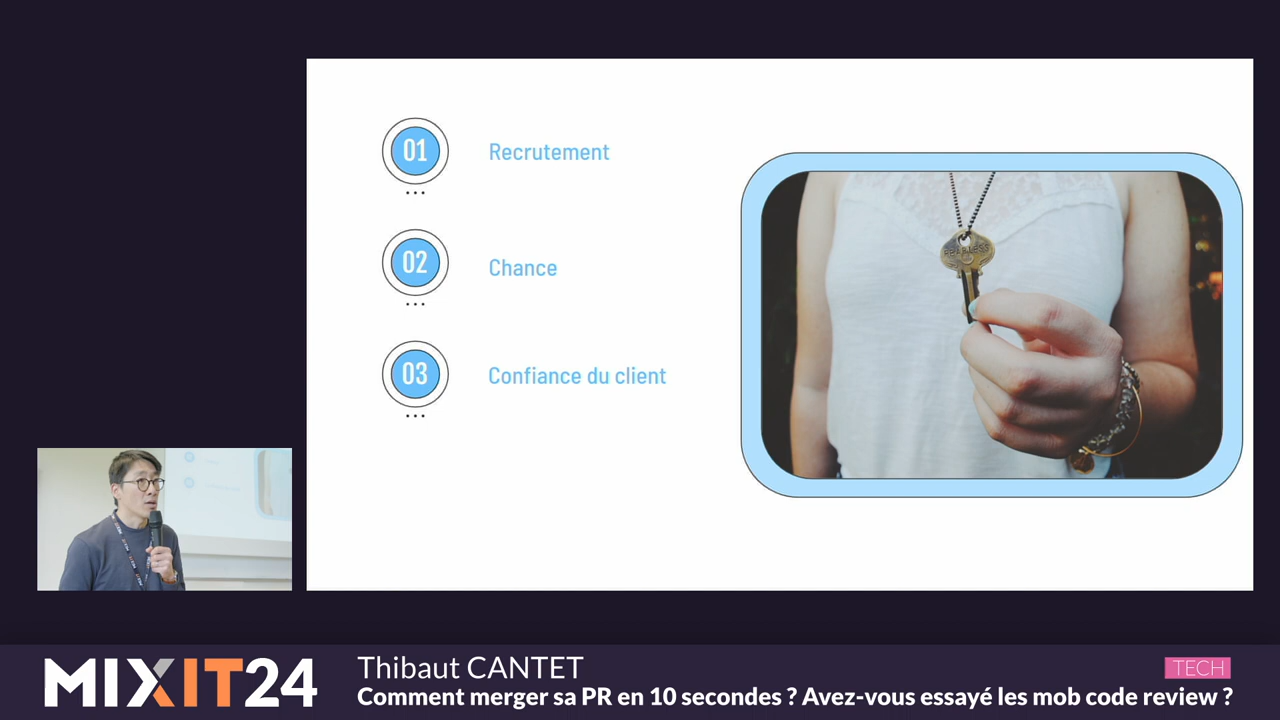 01
Recrutement
02
Chance
03
Confiance du client
FEARLESS
MIXIT24
Thibaut CANTET
TECH
Comment merger sa PR en 10 secondes ? Avez-vous essayé les mob code review ?